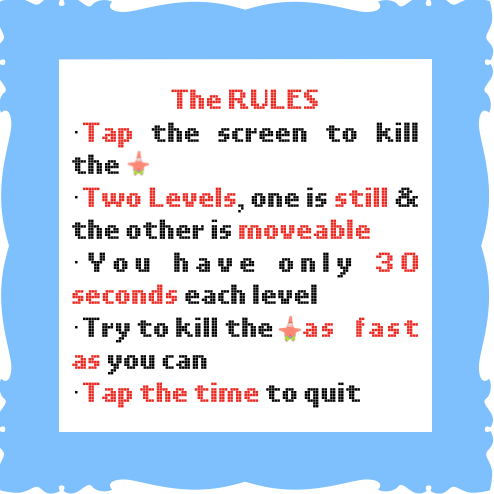 The RULES
·Tap the screen to kill
the
·Two Levels, one is still &
the other is moveable
·You have only 30
seconds each level
·Try to kill the as fast
as you can
·Tap the time to quit